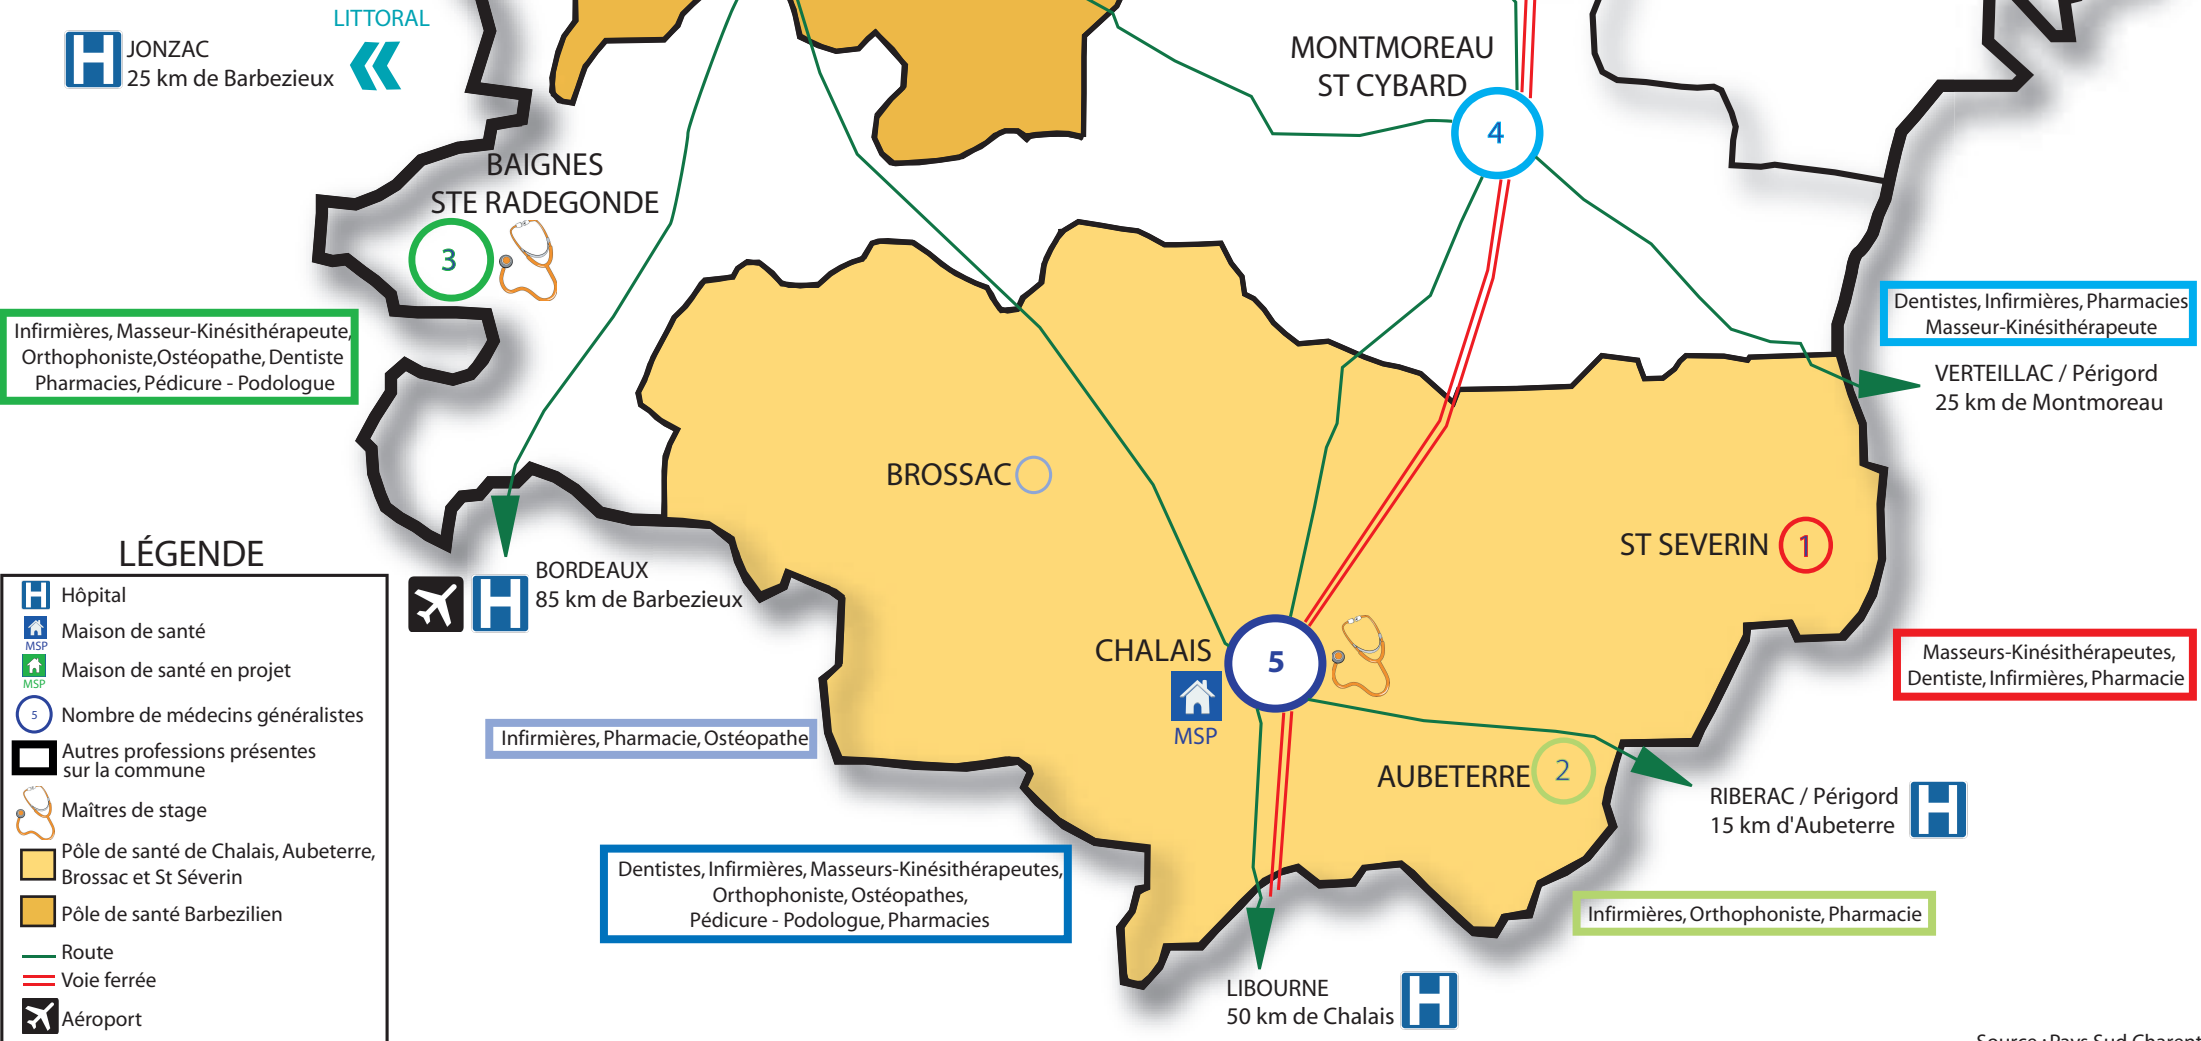 LITTORAL
JONZAC
25 km de Barbezieux
MONTMOREAU
ST CYBARD
4
BAIGNES
STE RADEGONDE
3
Infirmières, Masseur-Kinésithérapeute,
Orthophoniste,Ostéopathe, Dentiste
Pharmacies, Pédicure - Podologue
Dentistes, Infirmières, Pharmacies
Masseur-Kinésithérapeute
VERTEILLAC / Périgord
25 km de Montmoreau
BROSSAC
ST SEVERIN
1
BORDEAUX
85 km de Barbezieux
CHALAIS
5
MSP
Masseurs-Kinésithérapeutes,
Dentiste, Infirmières, Pharmacie
Infirmières, Pharmacie, Ostéopathe
AUBETERRE
2
RIBERAC / Périgord
15 km d'Aubeterre
Dentistes, Infirmières, Masseurs-Kinésithérapeutes,
Orthophoniste, Ostéopathes,
Pédicure - Podologue, Pharmacies
Infirmières, Orthophoniste, Pharmacie
LIBOURNE
50 km de Chalais
LÉGENDE
Hôpital
Maison de santé
MSP
Maison de santé en projet
MSP
5
Nombre de médecins généralistes
Autres professions présentes
sur la commune
Maîtres de stage
Pôle de santé de Chalais, Aubeterre,
Brossac et St Séverin
Pôle de santé Barbezilien
Route
Voie ferrée
Aéroport
Source : Pays Sud Charent